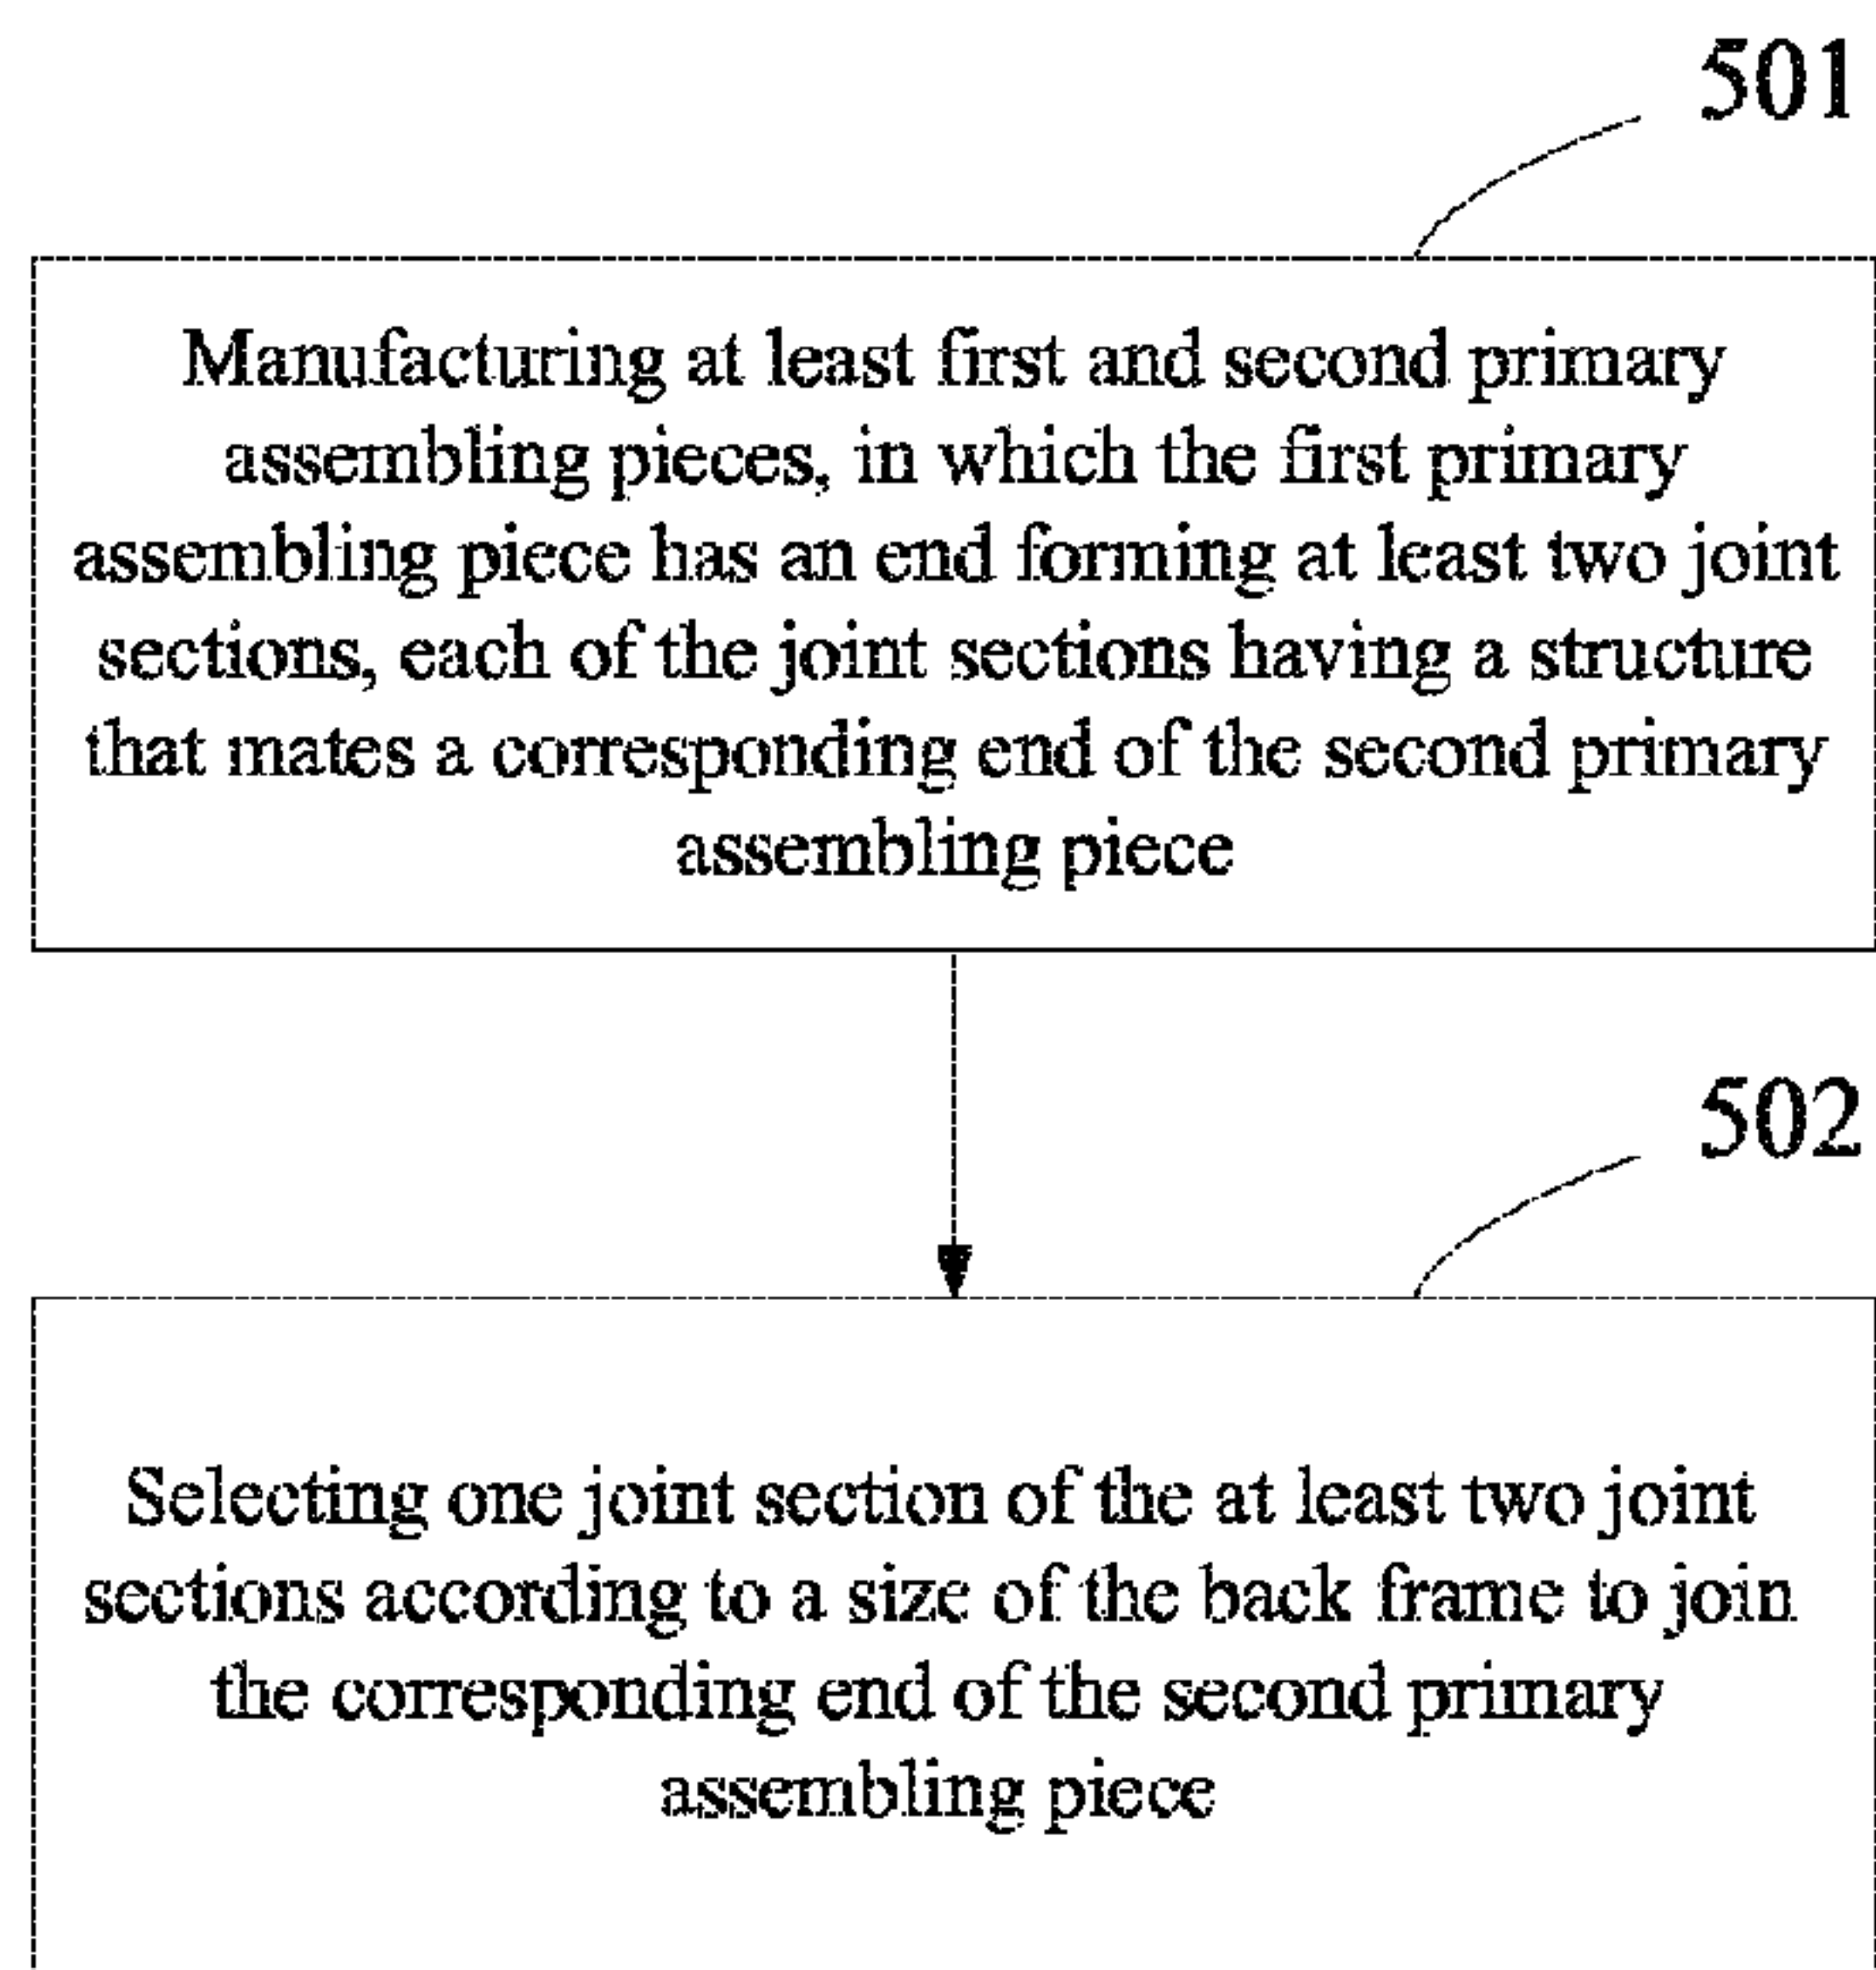 501
Manufacturing at least first and second primary
assembling pieces, in which the first primary
assembling piece has an end forming at least two joint
sections, each of the joint sections having a structure
that mates a corresponding end of the second primary
assembling piece
502
Selecting one joint section of the at least two joint
sections according to a size of the back frame to join
the corresponding end of the second primary
assembling piece